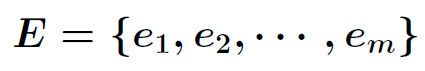 E = {e₁, e₂, ⋯ , eₘ}